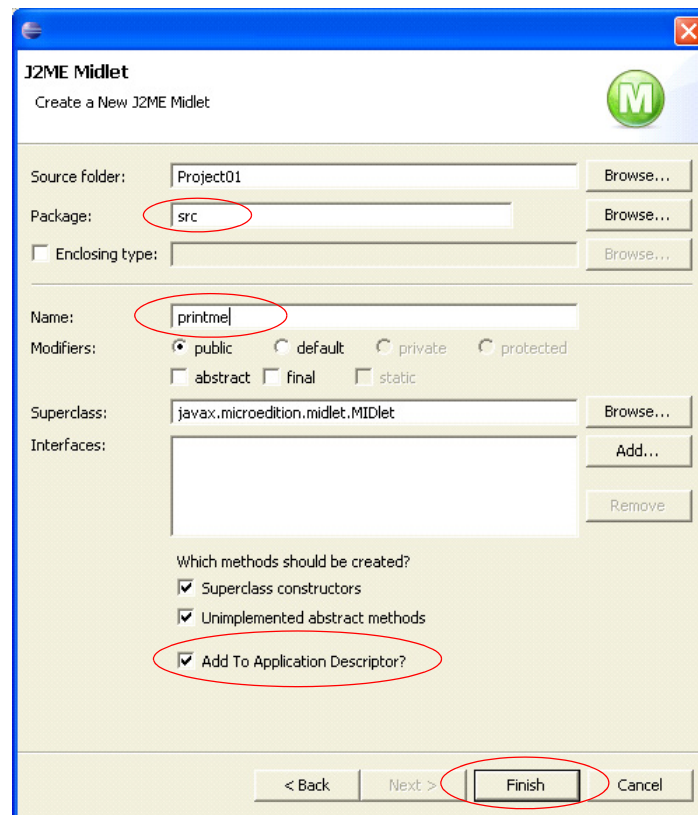 J2ME Midlet
Create a New J2ME Midlet
M
Source folder: Project01 Browse...
Package: src Browse...
Enclosing type: Browse...
Name: printme
Modifiers: public default private protected
abstract final static
Superclass: javax.microedition.midlet.MIDlet Browse...
Interfaces: Add...
Remove
Which methods should be created?
Superclass constructors
Unimplemented abstract methods
Add To Application Descriptor?
< Back Next > Finish Cancel